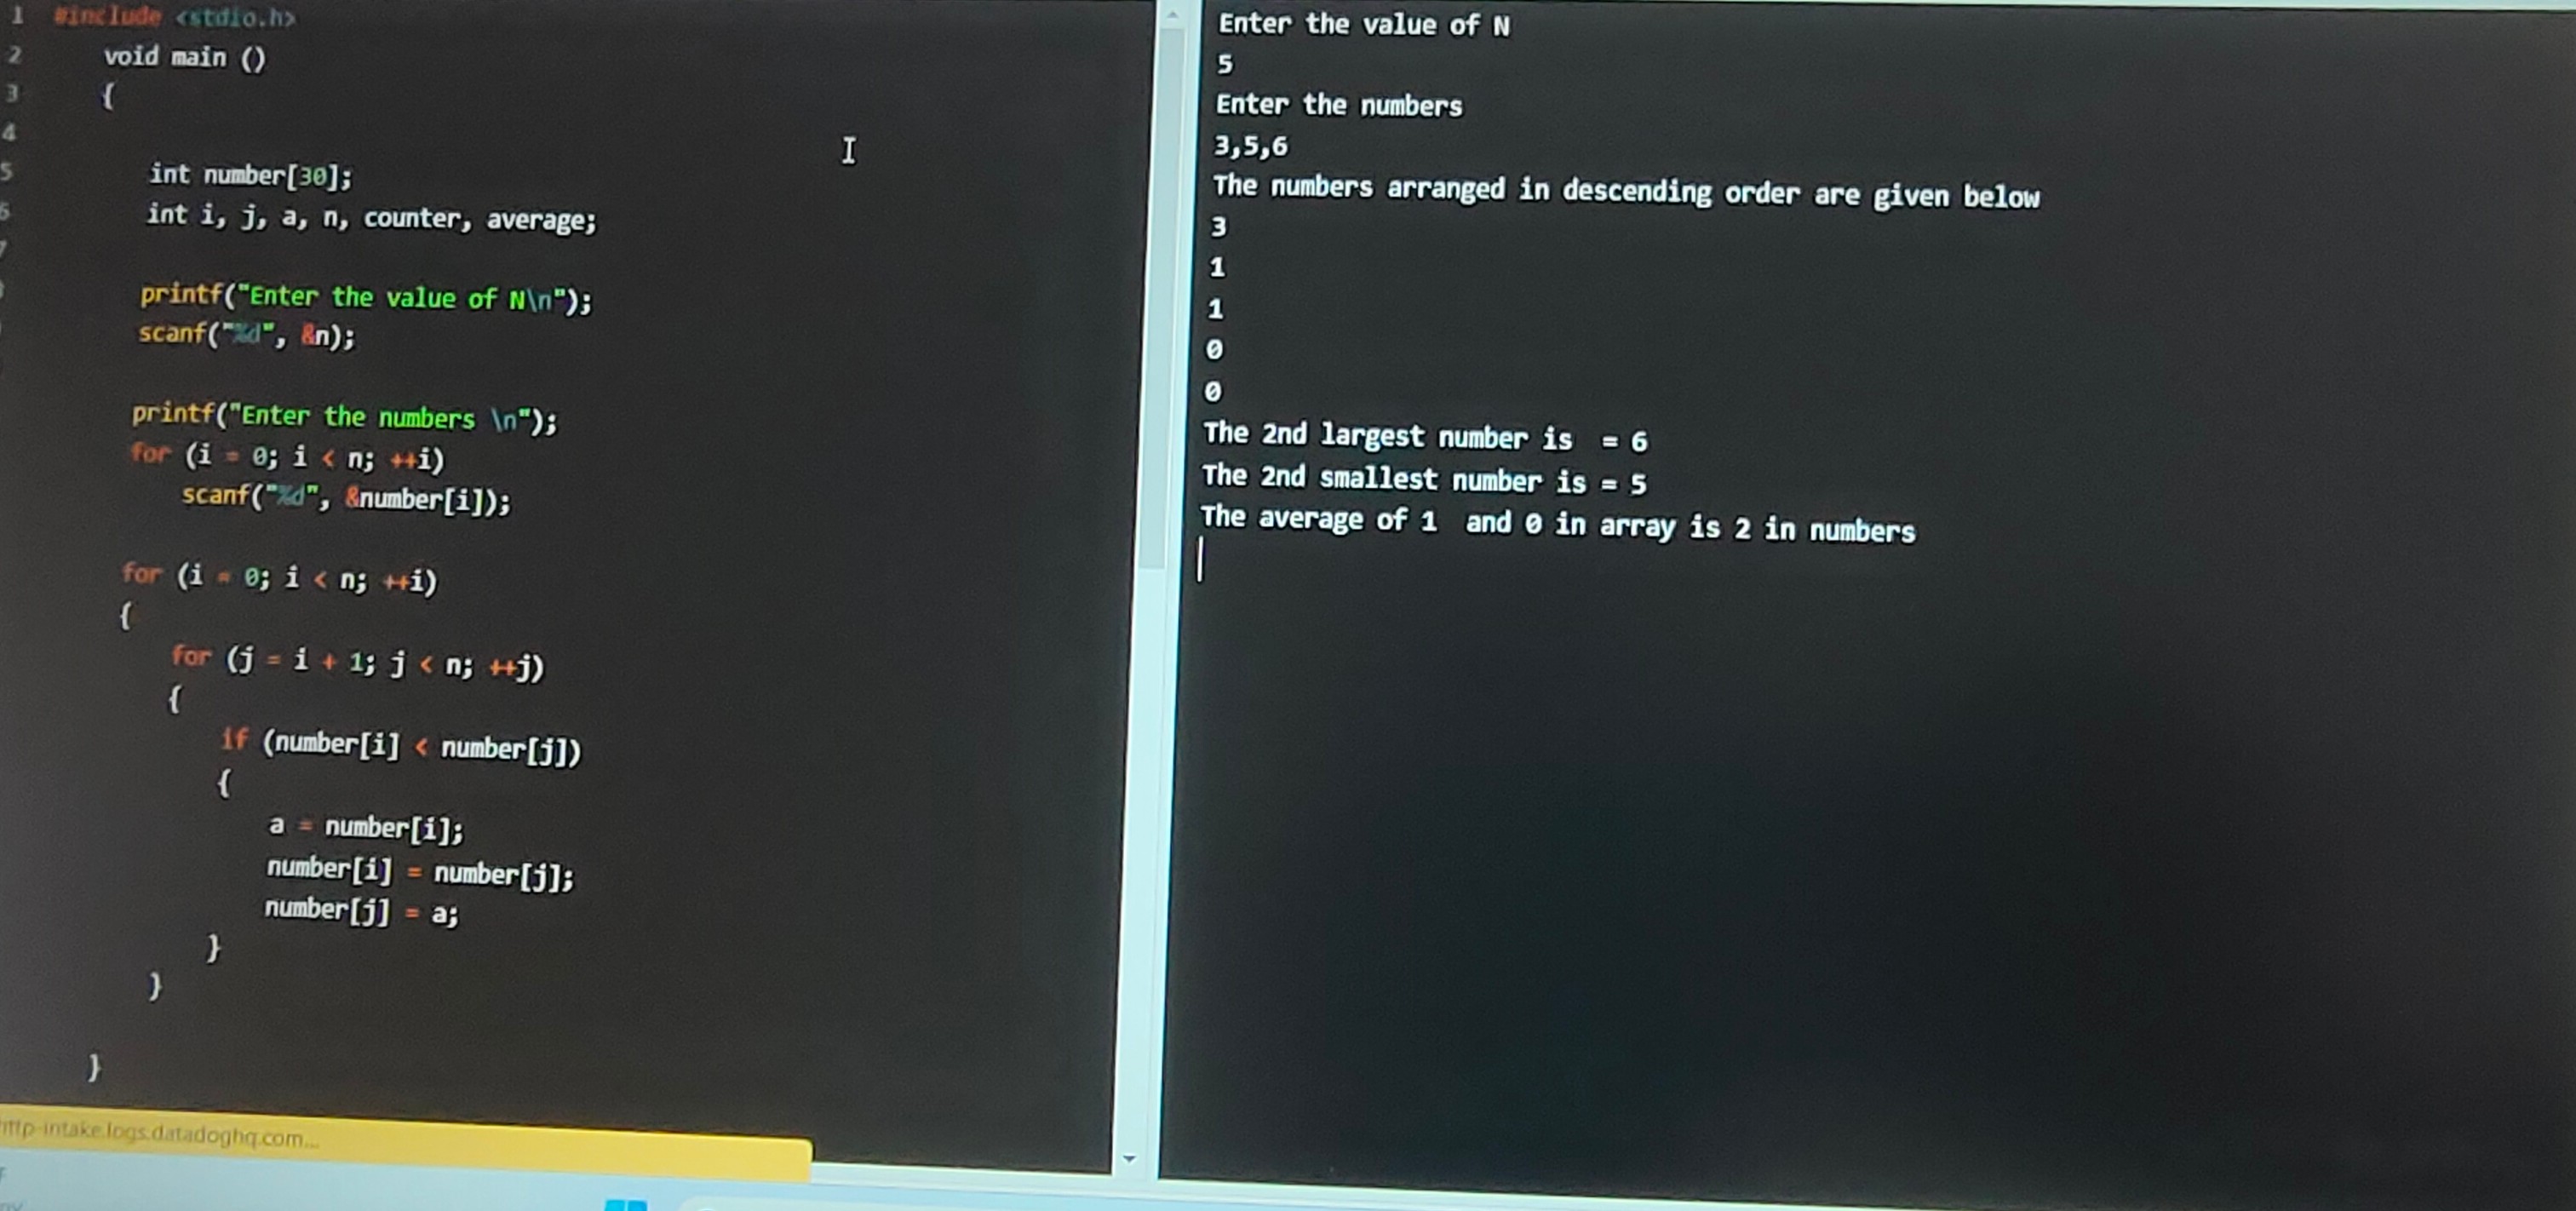 1 #include <stdio.h>
2 void main ()
3 {
4
5 int number[30];
6 int i, j, a, n, counter, average;
7
printf("Enter the value of N\n");
scanf("%d", &n);
printf("Enter the numbers \n");
for (i = 0; i < n; ++i)
scanf("%d", &number[i]);
for (i = 0; i < n; ++i)
{
for (j = i + 1; j < n; ++j)
{
if (number[i] < number[j])
{
a = number[i];
number[i] = number[j];
number[j] = a;
}
}
}
Enter the value of N
5
Enter the numbers
3,5,6
The numbers arranged in descending order are given below
3
1
1
0
0
The 2nd largest number is = 6
The 2nd smallest number is = 5
The average of 1 and 0 in array is 2 in numbers
http-intake.logs.datadoghq.com...